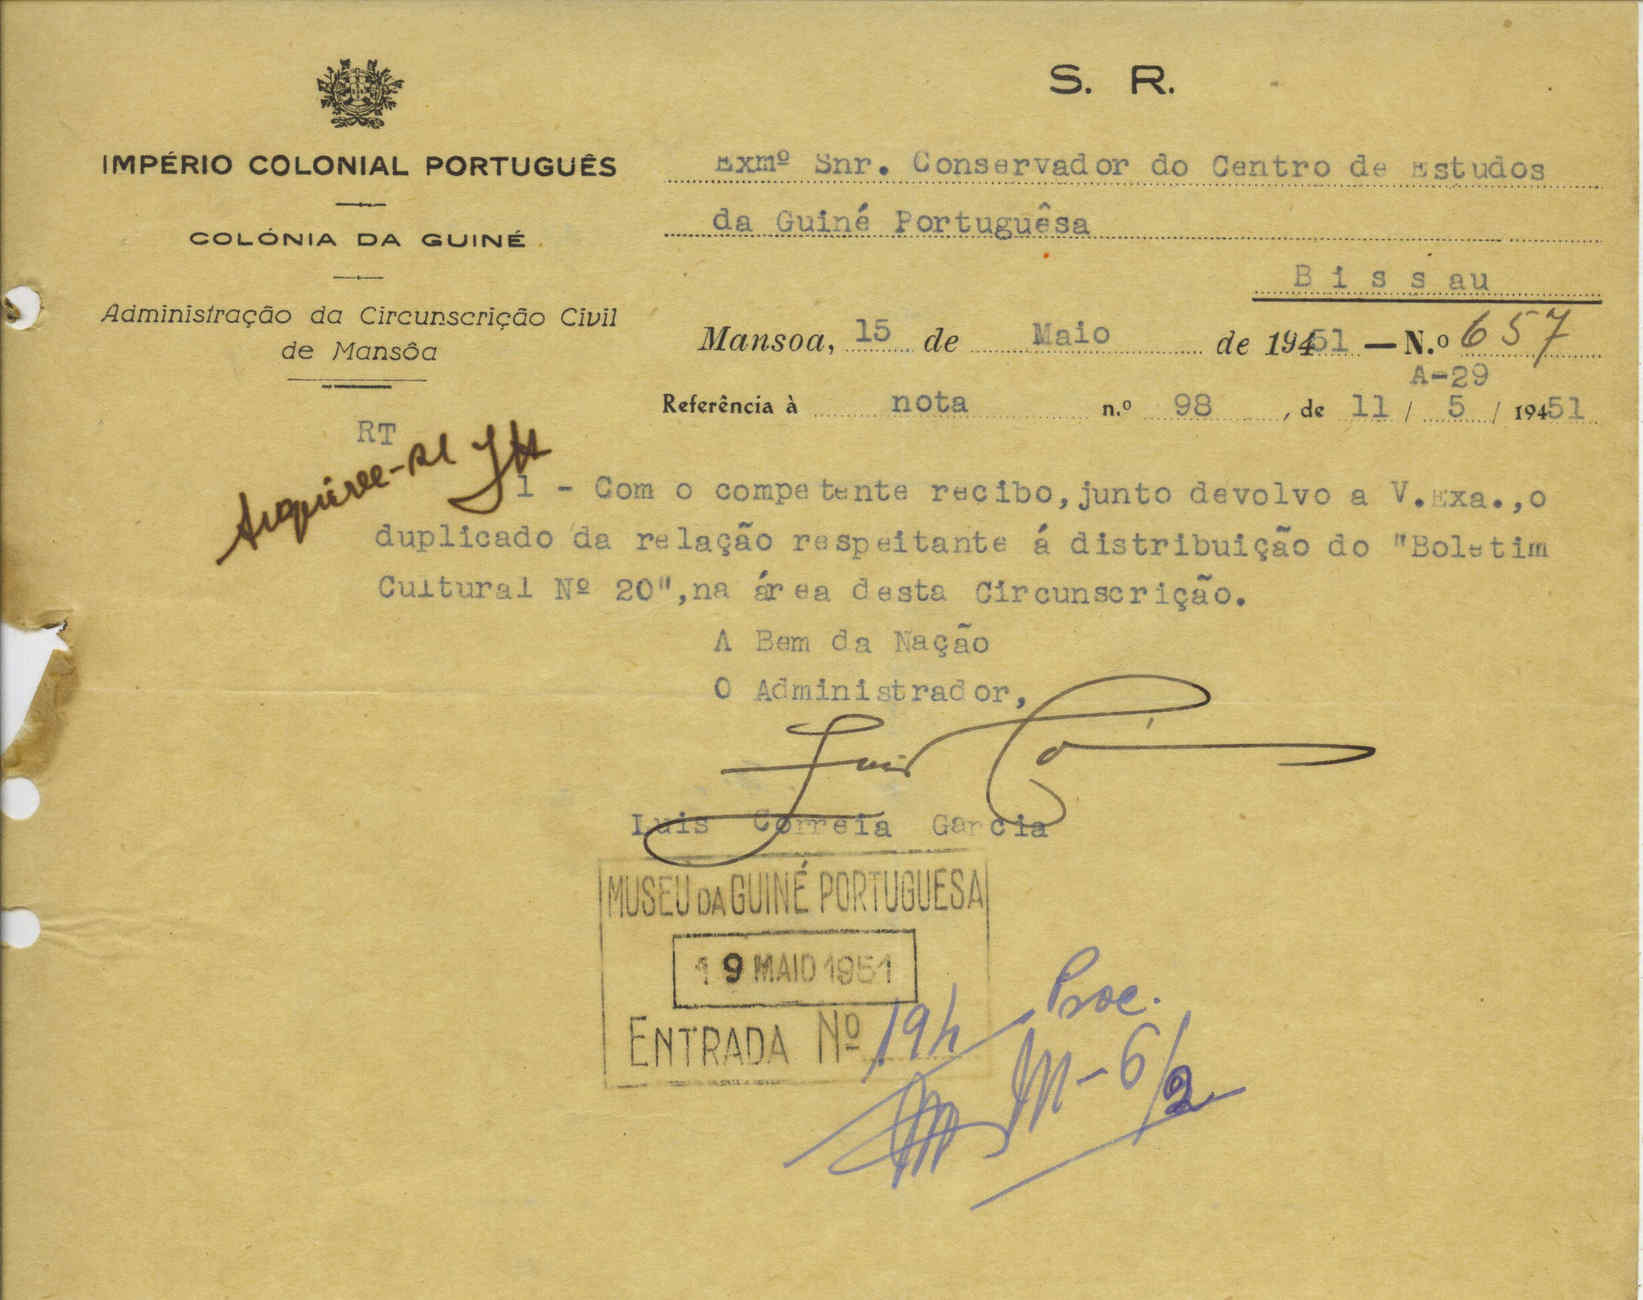 S. R.
IMPÉRIO COLONIAL PORTUGUÊS
COLÓNIA DA GUINÉ
Administração da Circunscrição Civil
de Mansôa
Exmº Snr. Conservador do Centro de Estudos
da Guiné Portuguêsa
Bissau
Mansoa, 15 de Maio de 19451 — N.º 657
A-29
Referência à nota n.º 98, de 11 / 5 / 19451
RT
Arquive-se
1 - Com o competente recibo, junto devolvo a V.Exa.,o
duplicado da relação respeitante á distribuição do "Boletim
Cultural Nº 20",na área desta Circunscrição.
A Bem da Nação
O Administrador,
Luis Correia Garcia
MUSEU DA GUINÉ PORTUGUESA
19 MAIO 1951
ENTRADA Nº 194
Proc.
M-6/2